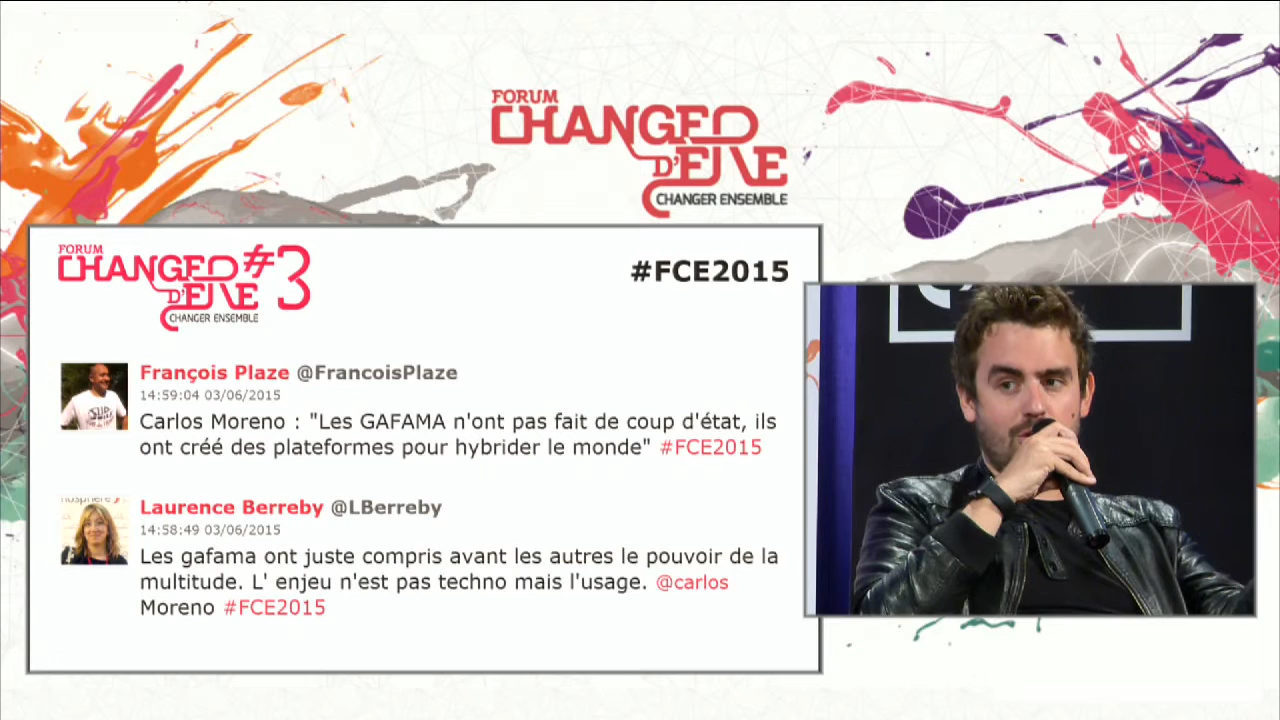 FORUM
CHANGER
D'ÈRE
CHANGER ENSEMBLE
FORUM
CHANGER #3
D'ÈRE
CHANGER ENSEMBLE
#FCE2015
François Plaze @FrancoisPlaze
14:59:04 03/06/2015
Carlos Moreno : "Les GAFAMA n'ont pas fait de coup d'état, ils
ont créé des plateformes pour hybrider le monde" #FCE2015
Laurence Berreby @LBerreby
14:58:49 03/06/2015
Les gafama ont juste compris avant les autres le pouvoir de la
multitude. L' enjeu n'est pas techno mais l'usage. @carlos
Moreno #FCE2015